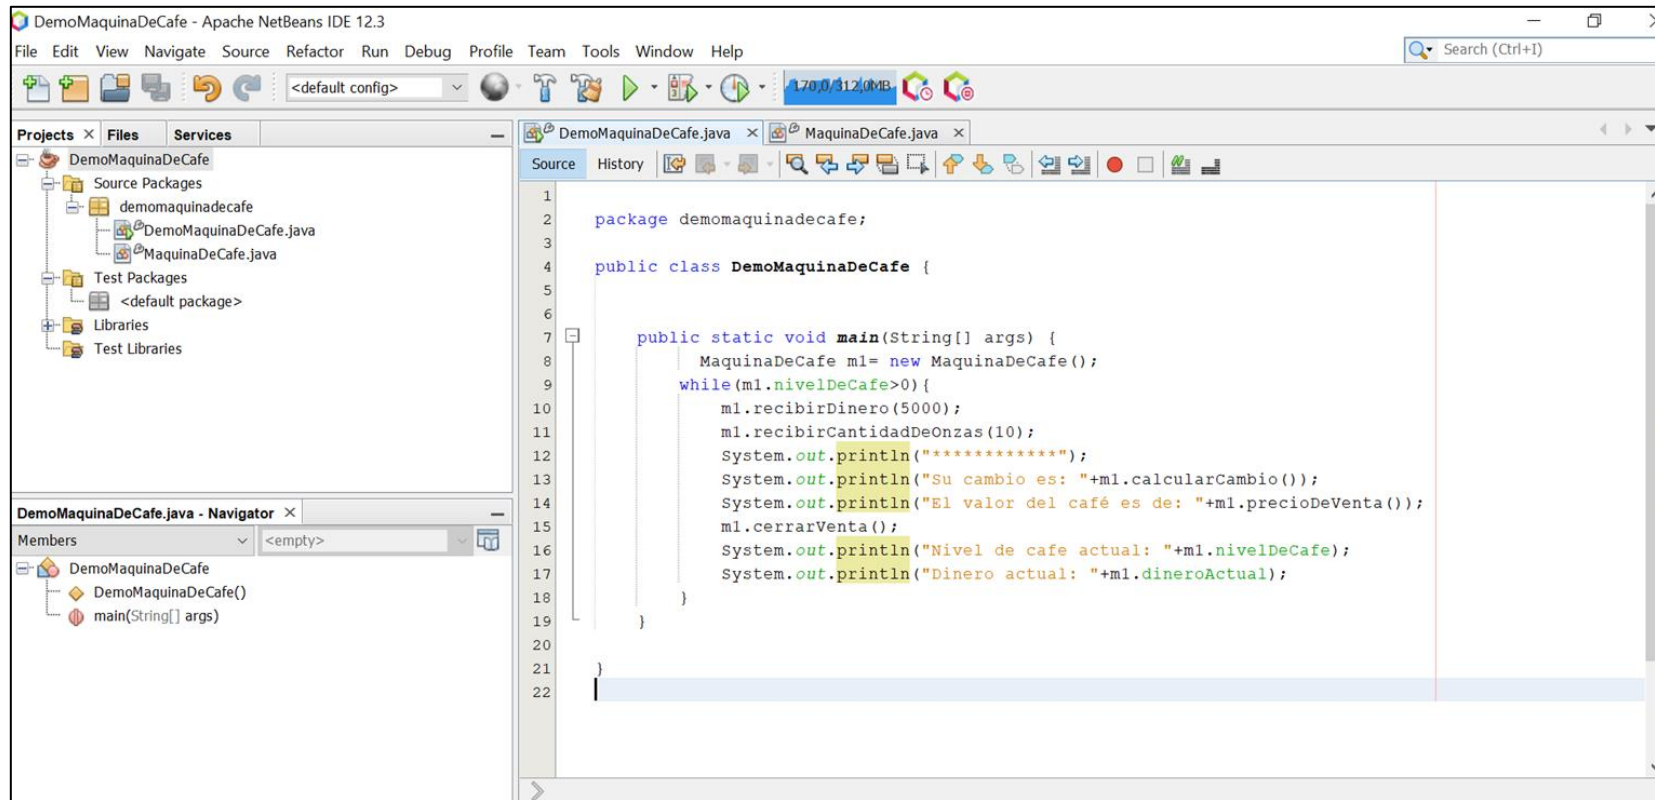 DemoMaquinaDeCafe - Apache NetBeans IDE 12.3
File Edit View Navigate Source Refactor Run Debug Profile Team Tools Window Help
Search (Ctrl+I)
<default config>
170,0/312,0MB
Projects Files Services
DemoMaquinaDeCafe
Source Packages
demomaquinadecafe
DemoMaquinaDeCafe.java
MaquinaDeCafe.java
Test Packages
<default package>
Libraries
Test Libraries
DemoMaquinaDeCafe.java - Navigator
Members <empty>
DemoMaquinaDeCafe
DemoMaquinaDeCafe()
main(String[] args)
DemoMaquinaDeCafe.java MaquinaDeCafe.java
Source History
1
2 package demomaquinadecafe;
3
4 public class DemoMaquinaDeCafe {
5
6
7 public static void main(String[] args) {
8 MaquinaDeCafe m1= new MaquinaDeCafe();
9 while(m1.nivelDeCafe>0){
10 m1.recibirDinero(5000);
11 m1.recibirCantidadDeOnzas(10);
12 System.out.println("************");
13 System.out.println("Su cambio es: "+m1.calcularCambio());
14 System.out.println("El valor del café es de: "+m1.precioDeVenta());
15 m1.cerrarVenta();
16 System.out.println("Nivel de cafe actual: "+m1.nivelDeCafe);
17 System.out.println("Dinero actual: "+m1.dineroActual);
18 }
19 }
20
21 }
22